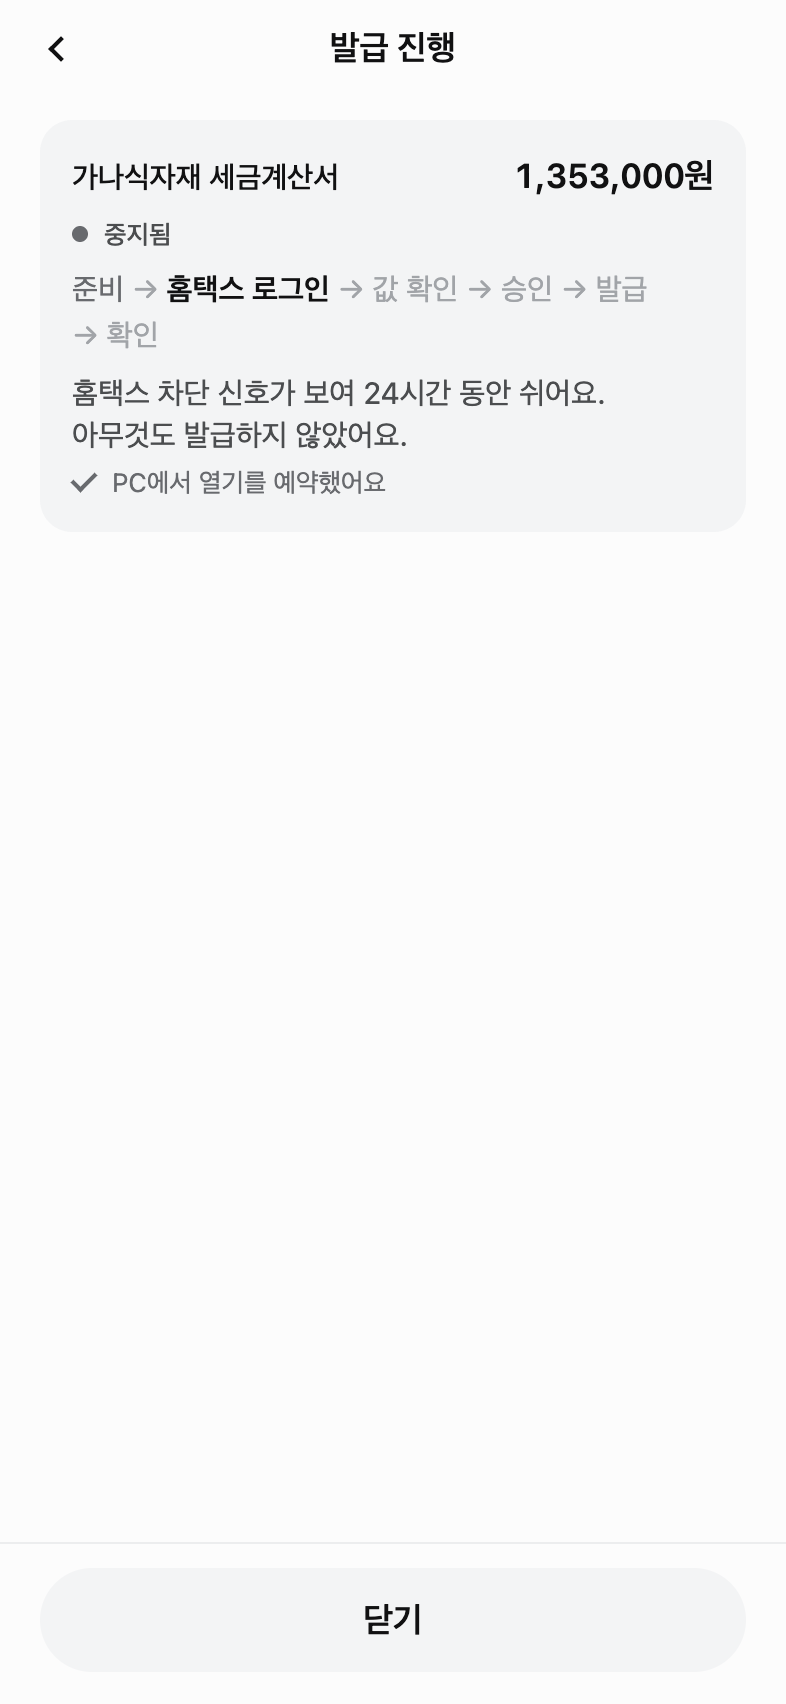 발급 진행
가나식자재 세금계산서 1,353,000원
중지됨
준비 → 홈택스 로그인 → 값 확인 → 승인 → 발급
→ 확인
홈택스 차단 신호가 보여 24시간 동안 쉬어요.
아무것도 발급하지 않았어요.
PC에서 열기를 예약했어요
닫기